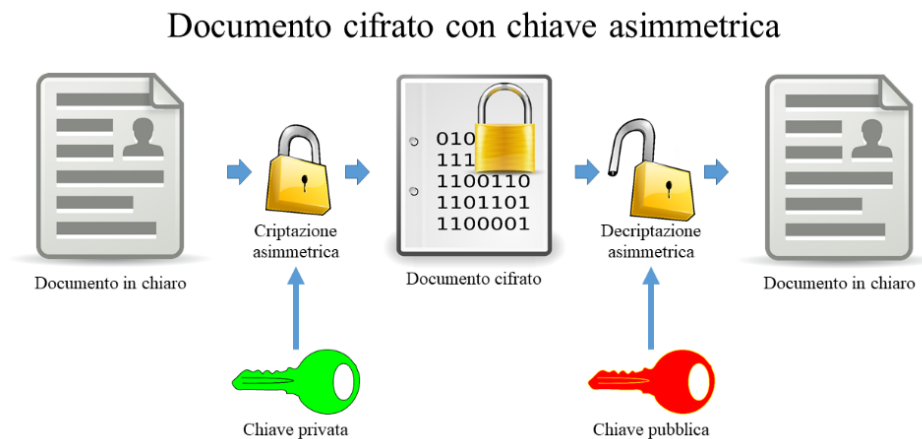 Documento cifrato con chiave asimmetrica
010
111
1100110
1101101
1100001
Criptazione
asimmetrica
Decriptazione
asimmetrica
Documento in chiaro
Documento cifrato
Documento in chiaro
Chiave privata
Chiave pubblica